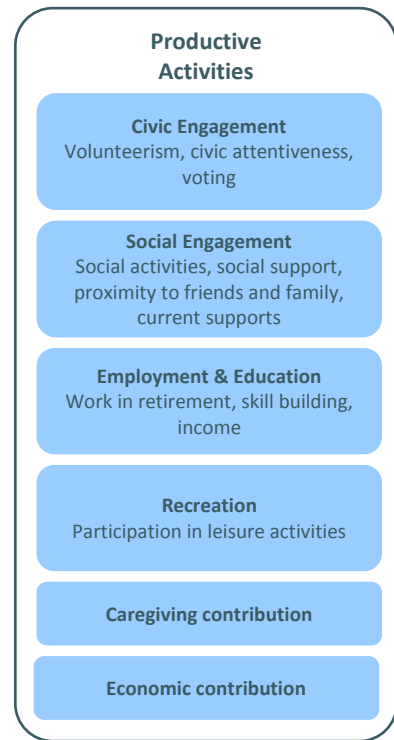 Productive
Activities
Civic Engagement
Volunteerism, civic attentiveness,
voting
Social Engagement
Social activities, social support,
proximity to friends and family,
current supports
Employment & Education
Work in retirement, skill building,
income
Recreation
Participation in leisure activities
Caregiving contribution
Economic contribution